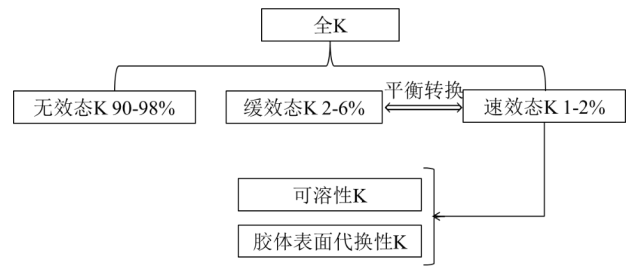 全K
无效态K 90-98%
缓效态K 2-6%
平衡转换
速效态K 1-2%
可溶性K
胶体表面代换性K